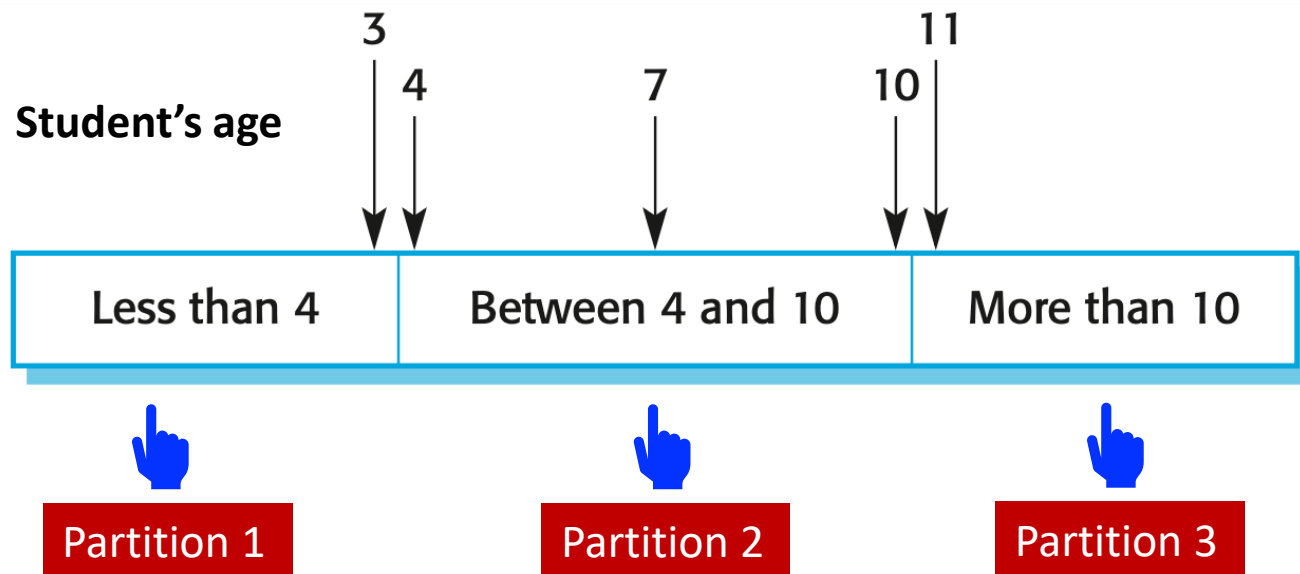 3
11
4
7
10
Student’s age
Less than 4
Between 4 and 10
More than 10
Partition 1
Partition 2
Partition 3